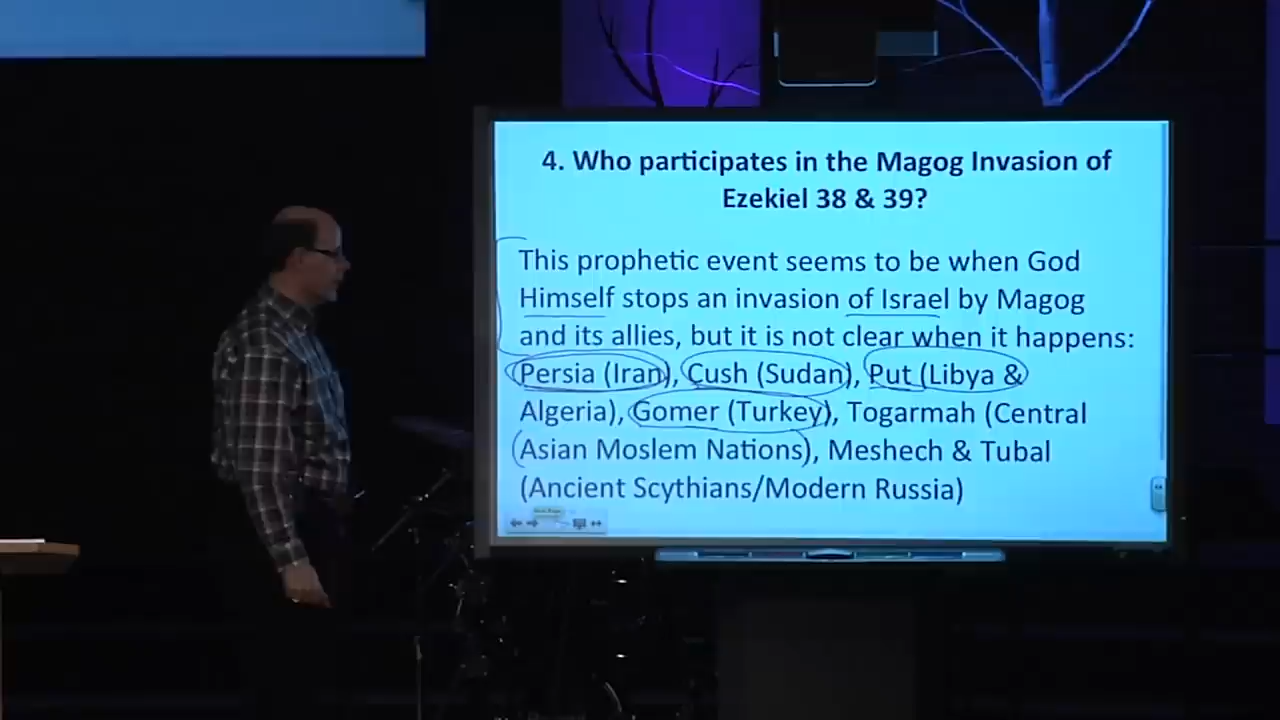 4. Who participates in the Magog Invasion of
Ezekiel 38 & 39?
This prophetic event seems to be when God
Himself stops an invasion of Israel by Magog
and its allies, but it is not clear when it happens:
Persia (Iran), Cush (Sudan), Put (Libya &
Algeria), Gomer (Turkey), Togarmah (Central
Asian Moslem Nations), Meshech & Tubal
(Ancient Scythians/Modern Russia)